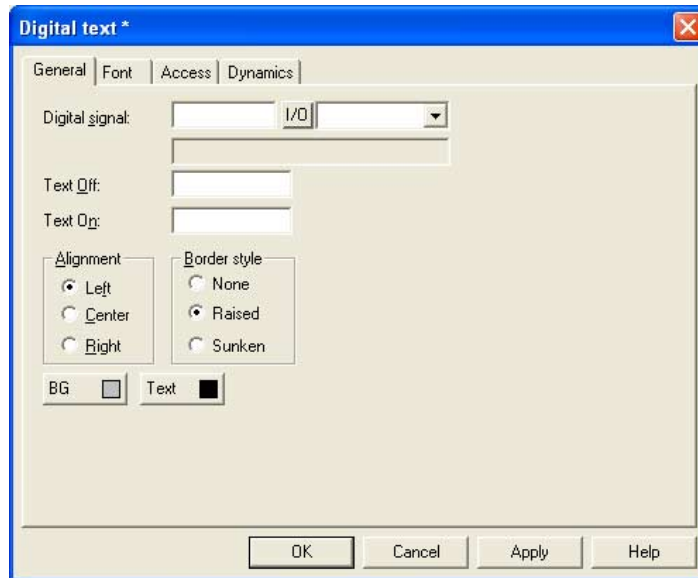 Digital text *
General Font Access Dynamics
Digital signal: I/O
Text Off:
Text On:
Alignment Border style
Left None
Center Raised
Right Sunken
BG Text
OK Cancel Apply Help